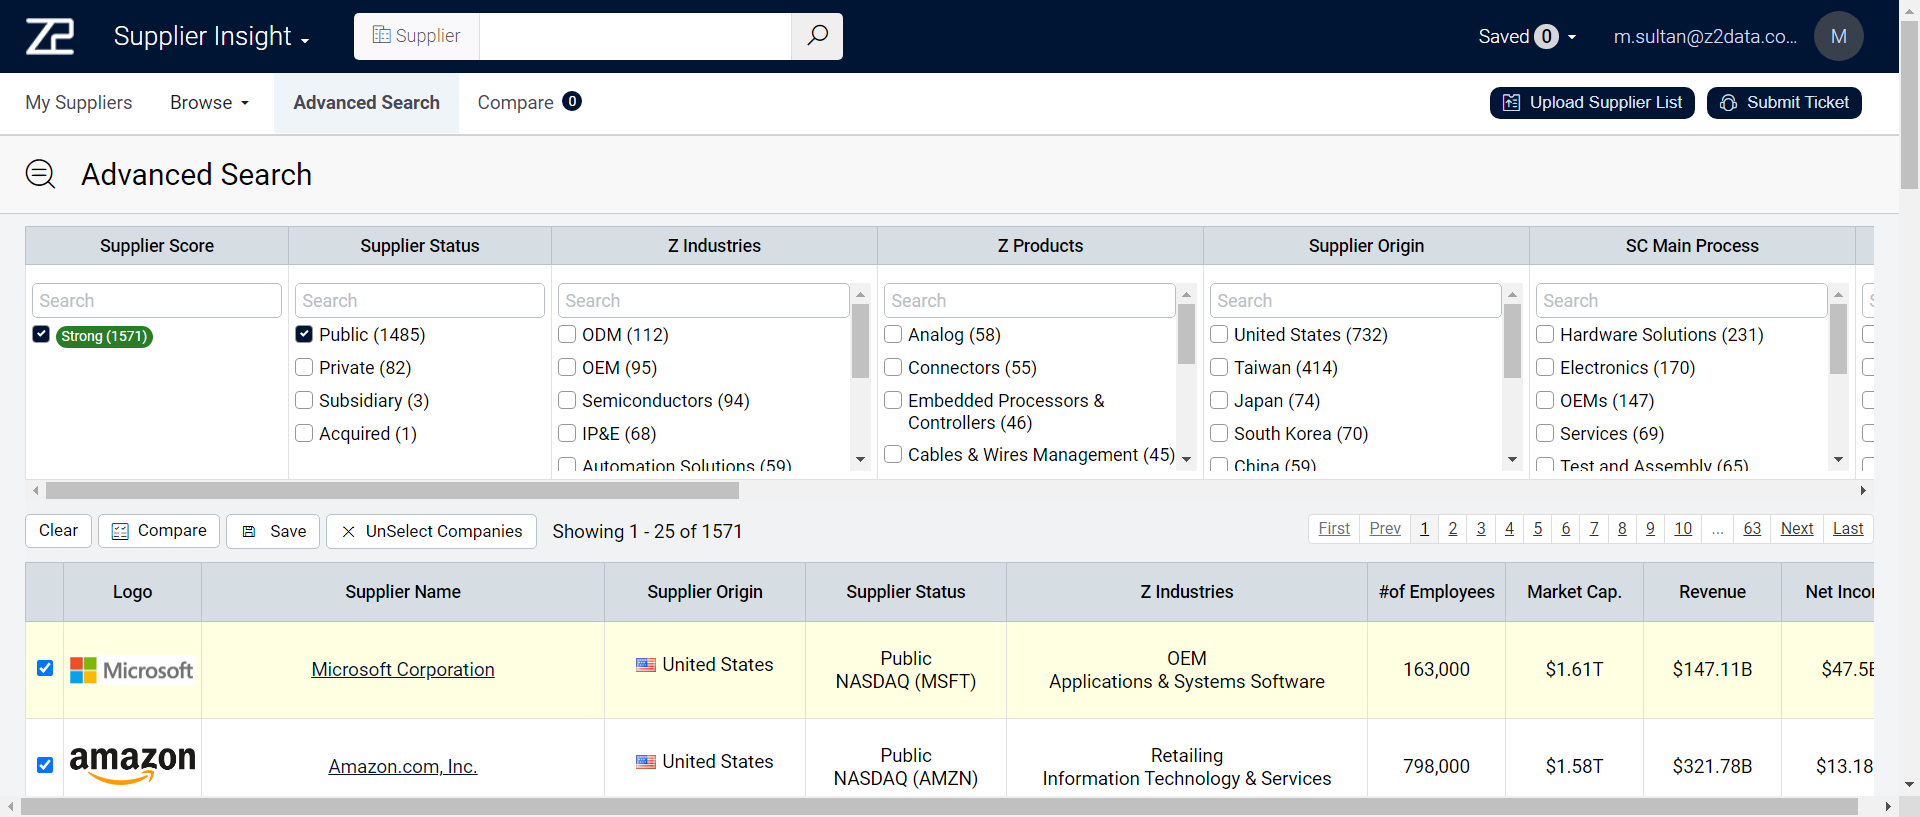 Z2 Supplier Insight Supplier Saved 0 m.sultan@z2data.co... M
My Suppliers Browse Advanced Search Compare 0 Upload Supplier List Submit Ticket
Advanced Search
Supplier Score Supplier Status Z Industries Z Products Supplier Origin SC Main Process
Search Search Search Search Search Search S
Strong (1571) Public (1485) ODM (112) Analog (58) United States (732) Hardware Solutions (231)
Private (82) OEM (95) Connectors (55) Taiwan (414) Electronics (170)
Subsidiary (3) Semiconductors (94) Embedded Processors & Japan (74) OEMs (147)
Controllers (46)
Acquired (1) IP&E (68) South Korea (70) Services (69)
Cables & Wires Management (45)
Automation Solutions (59) China (59) Test and Assembly (65)
Clear Compare Save UnSelect Companies Showing 1 - 25 of 1571 First Prev 1 2 3 4 5 6 7 8 9 10 ... 63 Next Last
Logo Supplier Name Supplier Origin Supplier Status Z Industries #of Employees Market Cap. Revenue Net Incor
Microsoft Microsoft Corporation United States Public OEM 163,000 $1.61T $147.11B $47.5B
NASDAQ (MSFT) Applications & Systems Software
amazon Amazon.com, Inc. United States Public Retailing 798,000 $1.58T $321.78B $13.18
NASDAQ (AMZN) Information Technology & Services